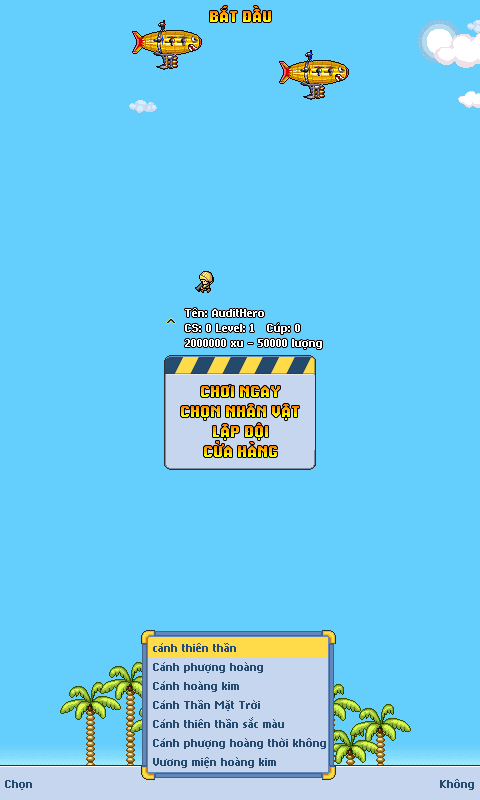 BẮT ĐẦU
Tên: AuditHero
CS: 0 Level: 1 Cúp: 0
2000000 xu - 50000 lượng
CHƠI NGAY
CHỌN NHÂN VẬT
LẬP ĐỘI
CỬA HÀNG
cánh thiên thần
Cánh phượng hoàng
Cánh hoàng kim
Cánh Thần Mặt Trời
Cánh thiên thần sắc màu
Cánh phượng hoàng thời không
Vương miện hoàng kim
Chọn
Không